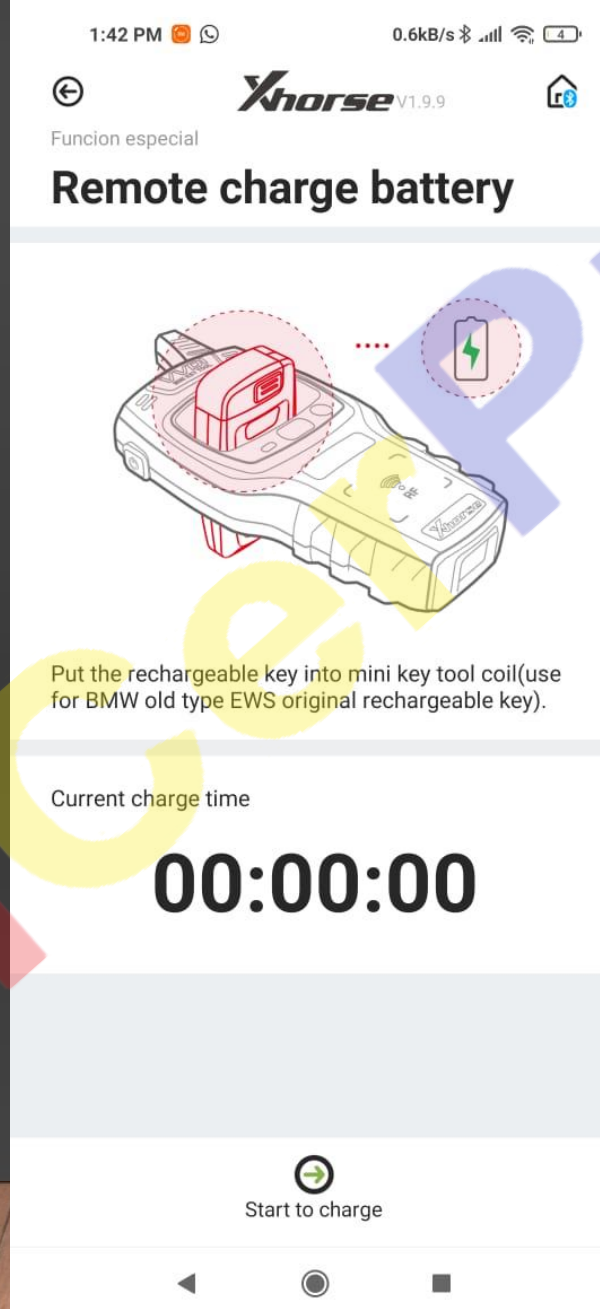 1:42 PM
0.6kB/s
4
Xhorse V1.9.9
Funcion especial
Remote charge battery
RF
Xhorse
Put the rechargeable key into mini key tool coil(use
for BMW old type EWS original rechargeable key).
Current charge time
00:00:00
Start to charge